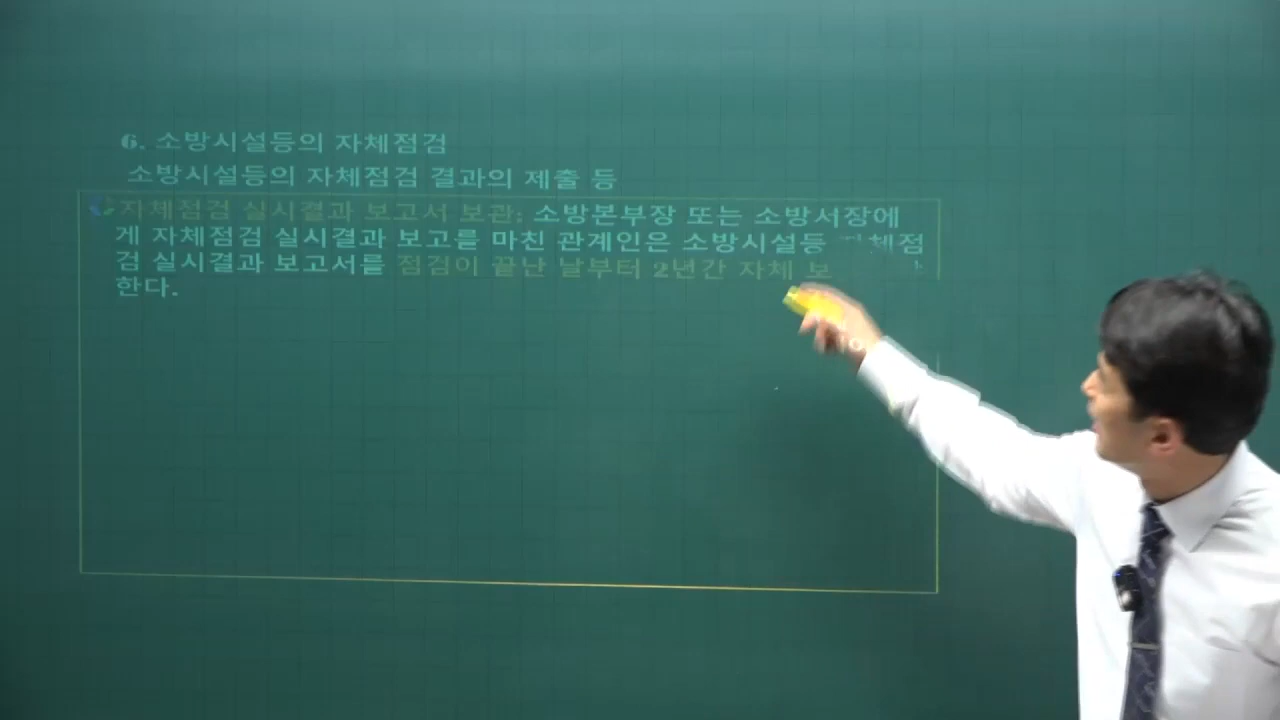 6. 소방시설등의 자체점검
소방시설등의 자체점검 결과의 제출 등
자체점검 실시결과 보고서 보관: 소방본부장 또는 소방서장에
게 자체점검 실시결과 보고를 마친 관계인은 소방시설등 자체점
검 실시결과 보고서를 점검이 끝난 날부터 2년간 자체 보
한다.